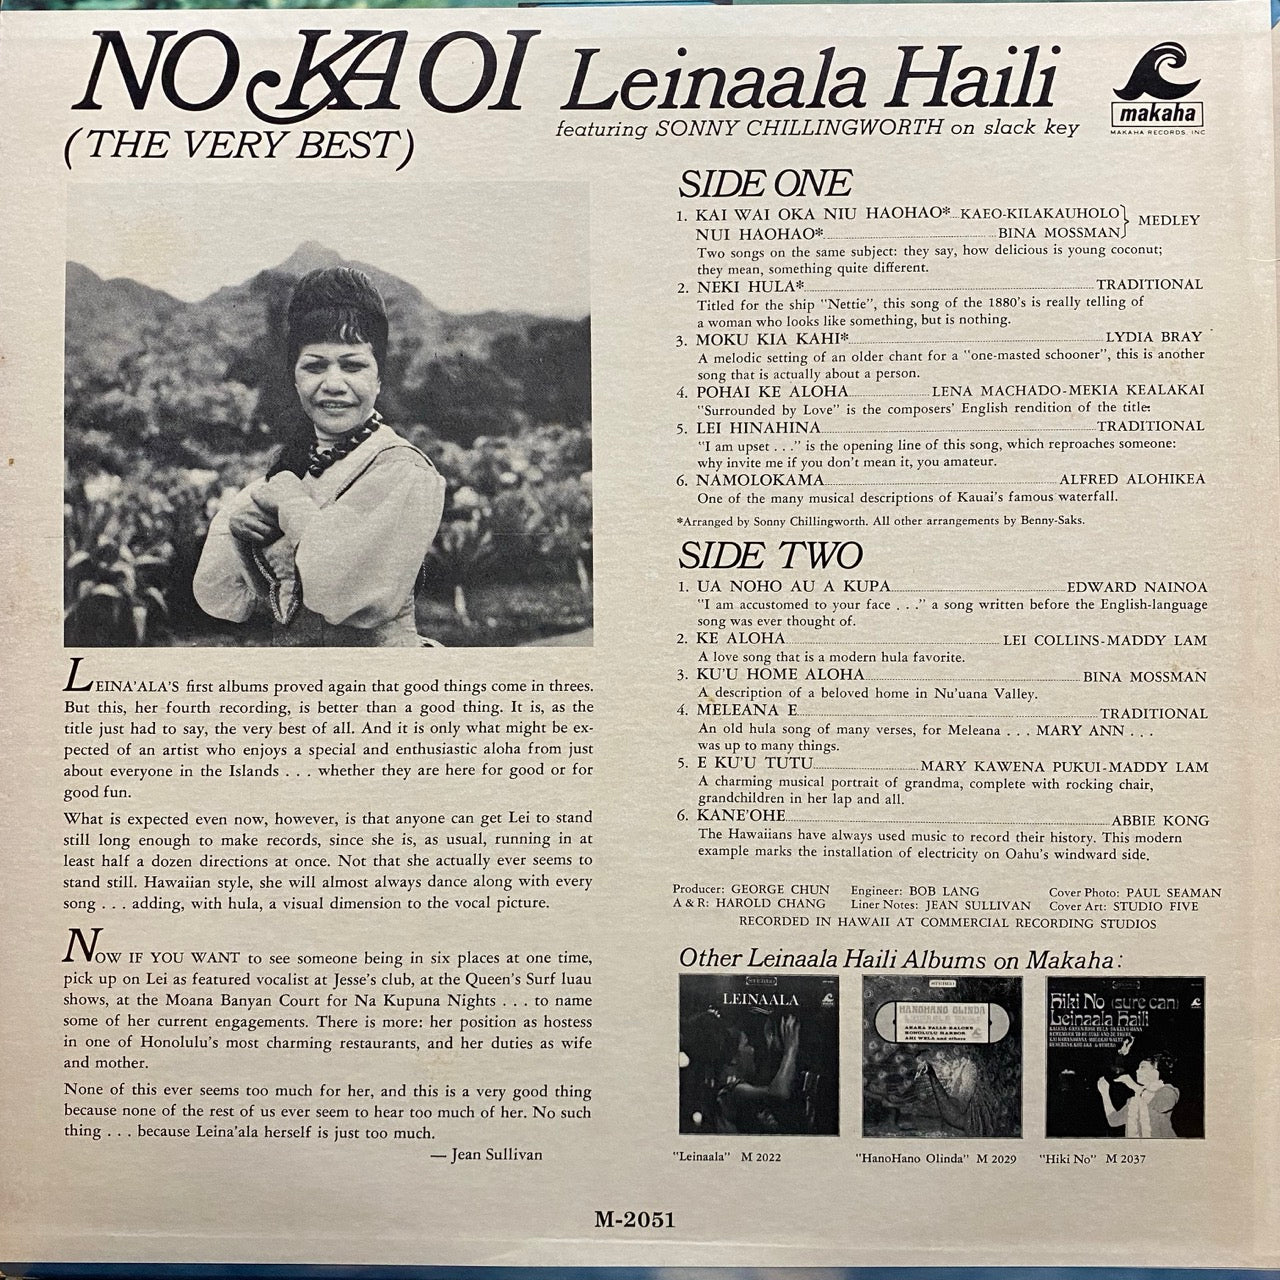 NO KA OI Leinaala Haili
(THE VERY BEST)
featuring SONNY CHILLINGWORTH on slack key
makaha
MAKAHA RECORDS, INC
LEINA'ALA'S first albums proved again that good things come in threes.
But this, her fourth recording, is better than a good thing. It is, as the
title just had to say, the very best of all. And it is only what might be ex-
pected of an artist who enjoys a special and enthusiastic aloha from just
about everyone in the Islands . . . whether they are here for good or for
good fun.
What is expected even now, however, is that anyone can get Lei to stand
still long enough to make records, since she is, as usual, running in at
least half a dozen directions at once. Not that she actually ever seems to
stand still. Hawaiian style, she will almost always dance along with every
song . . . adding, with hula, a visual dimension to the vocal picture.
NOW IF YOU WANT to see someone being in six places at one time,
pick up on Lei as featured vocalist at Jesse's club, at the Queen's Surf luau
shows, at the Moana Banyan Court for Na Kupuna Nights . . . to name
some of her current engagements. There is more: her position as hostess
in one of Honolulu's most charming restaurants, and her duties as wife
and mother.
None of this ever seems too much for her, and this is a very good thing
because none of the rest of us ever seem to hear too much of her. No such
thing . . . because Leina'ala herself is just too much.
— Jean Sullivan
SIDE ONE
1. KAI WAI OKA NIU HAOHAO* KAEO-KILAKAUHOLO
NUI HAOHAO* BINA MOSSMAN
MEDLEY
Two songs on the same subject: they say, how delicious is young coconut;
they mean, something quite different.
2. NEKI HULA* TRADITIONAL
Titled for the ship "Nettie", this song of the 1880's is really telling of
a woman who looks like something, but is nothing.
3. MOKU KIA KAHI* LYDIA BRAY
A melodic setting of an older chant for a "one-masted schooner", this is another
song that is actually about a person.
4. POHAI KE ALOHA LENA MACHADO-MEKIA KEALAKAI
"Surrounded by Love" is the composers' English rendition of the title.
5. LEI HINAHINA TRADITIONAL
"I am upset . . ." is the opening line of this song, which reproaches someone:
why invite me if you don't mean it, you amateur.
6. NAMOLOKAMA ALFRED ALOHIKEA
One of the many musical descriptions of Kauai's famous waterfall.
*Arranged by Sonny Chillingworth. All other arrangements by Benny-Saks.
SIDE TWO
1. UA NOHO AU A KUPA EDWARD NAINOA
"I am accustomed to your face . . ." a song written before the English-language
song was ever thought of.
2. KE ALOHA LEI COLLINS-MADDY LAM
A love song that is a modern hula favorite.
3. KU'U HOME ALOHA BINA MOSSMAN
A description of a beloved home in Nu'uana Valley.
4. MELEANA E TRADITIONAL
An old hula song of many verses, for Meleana . . . MARY ANN . . .
was up to many things.
5. E KU'U TUTU MARY KAWENA PUKUI-MADDY LAM
A charming musical portrait of grandma, complete with rocking chair,
grandchildren in her lap and all.
6. KANE'OHE ABBIE KONG
The Hawaiians have always used music to record their history. This modern
example marks the installation of electricity on Oahu's windward side.
Producer: GEORGE CHUN Engineer: BOB LANG Cover Photo: PAUL SEAMAN
A & R: HAROLD CHANG Liner Notes: JEAN SULLIVAN Cover Art: STUDIO FIVE
RECORDED IN HAWAII AT COMMERCIAL RECORDING STUDIOS
Other Leinaala Haili Albums on Makaha:
STEREO
LEINAALA
STEREO
HANOHANO OLINDA
AKAKA FALLS
HONOLULU HARBOR
AHI WELA and others
Hiki No (sure can)
Leinaala Haili
"Leinaala" M 2022 "HanoHano Olinda" M 2029 "Hiki No" M 2037
M-2051